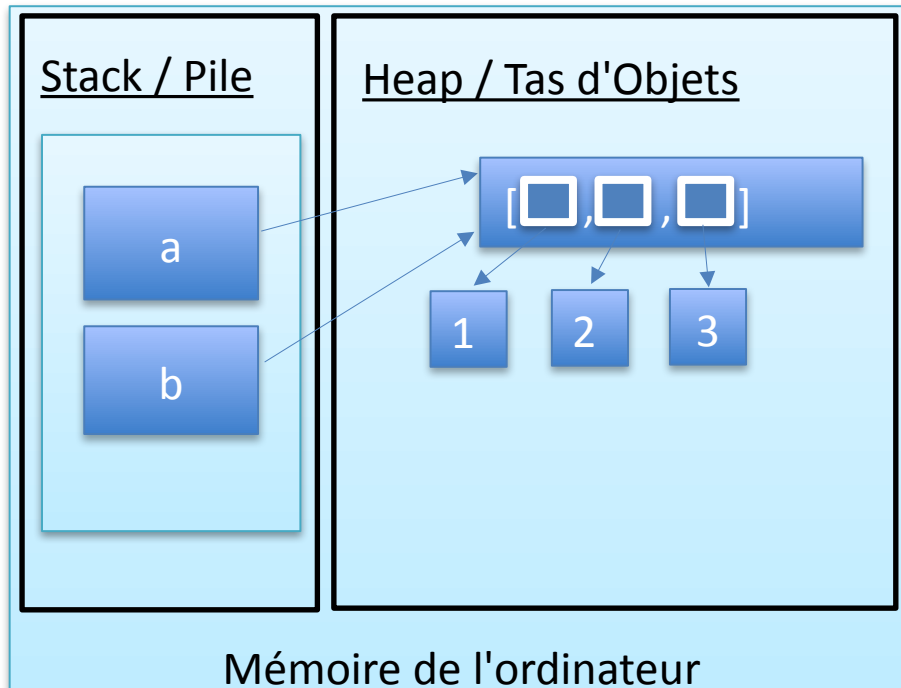 Stack / Pile
Heap / Tas d'Objets
a
[ , , ]
b
1 2 3
Mémoire de l'ordinateur